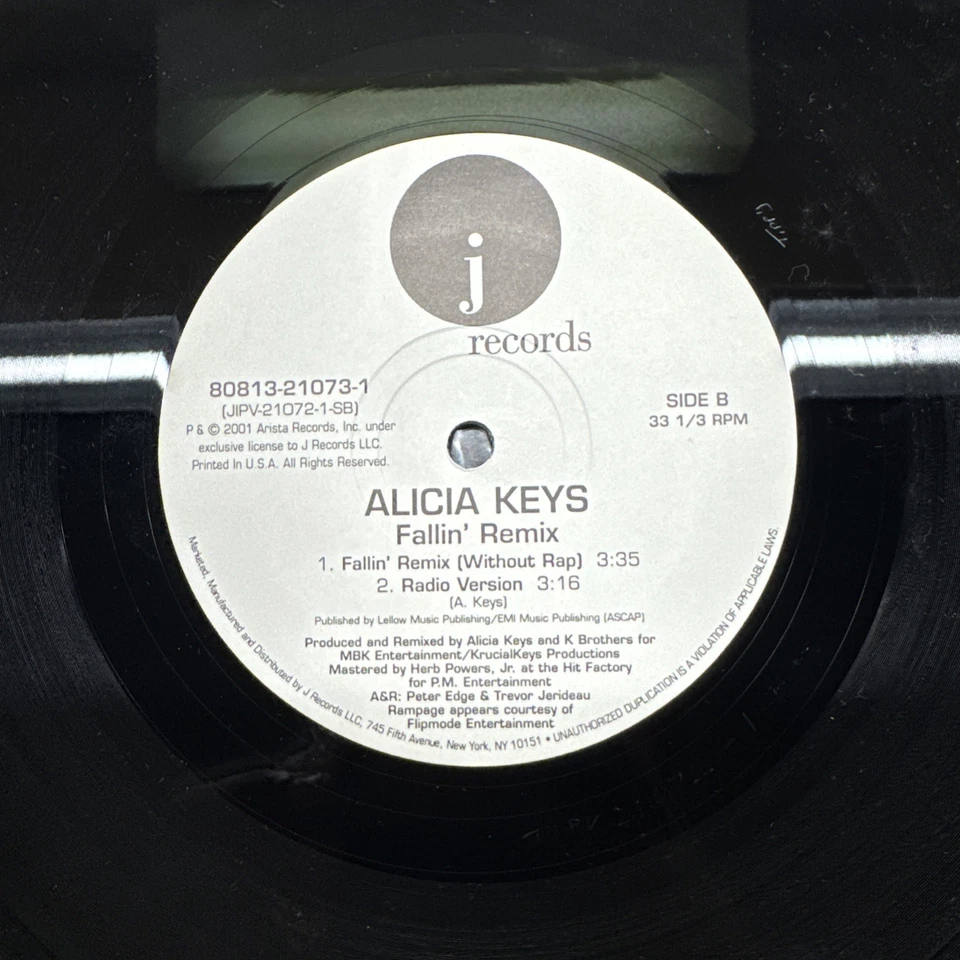 j
records
80813-21073-1
(JIPV-21072-1-SB)
P & © 2001 Arista Records, Inc. under
exclusive license to J Records LLC.
Printed In U.S.A. All Rights Reserved.
SIDE B
33 1/3 RPM
ALICIA KEYS
Fallin' Remix
1. Fallin' Remix (Without Rap) 3:35
2. Radio Version 3:16
(A. Keys)
Published by Lellow Music Publishing/EMI Music Publishing (ASCAP)
Produced and Remixed by Alicia Keys and K Brothers for
MBK Entertainment/KrucialKeys Productions
Mastered by Herb Powers, Jr. at the Hit Factory
for P.M. Entertainment
A&R: Peter Edge & Trevor Jerideau
Rampage appears courtesy of
Flipmode Entertainment
Marketed, Manufactured and Distributed by J Records LLC, 745 Fifth Avenue, New York, NY 10151 • UNAUTHORIZED DUPLICATION IS A VIOLATION OF APPLICABLE LAWS.